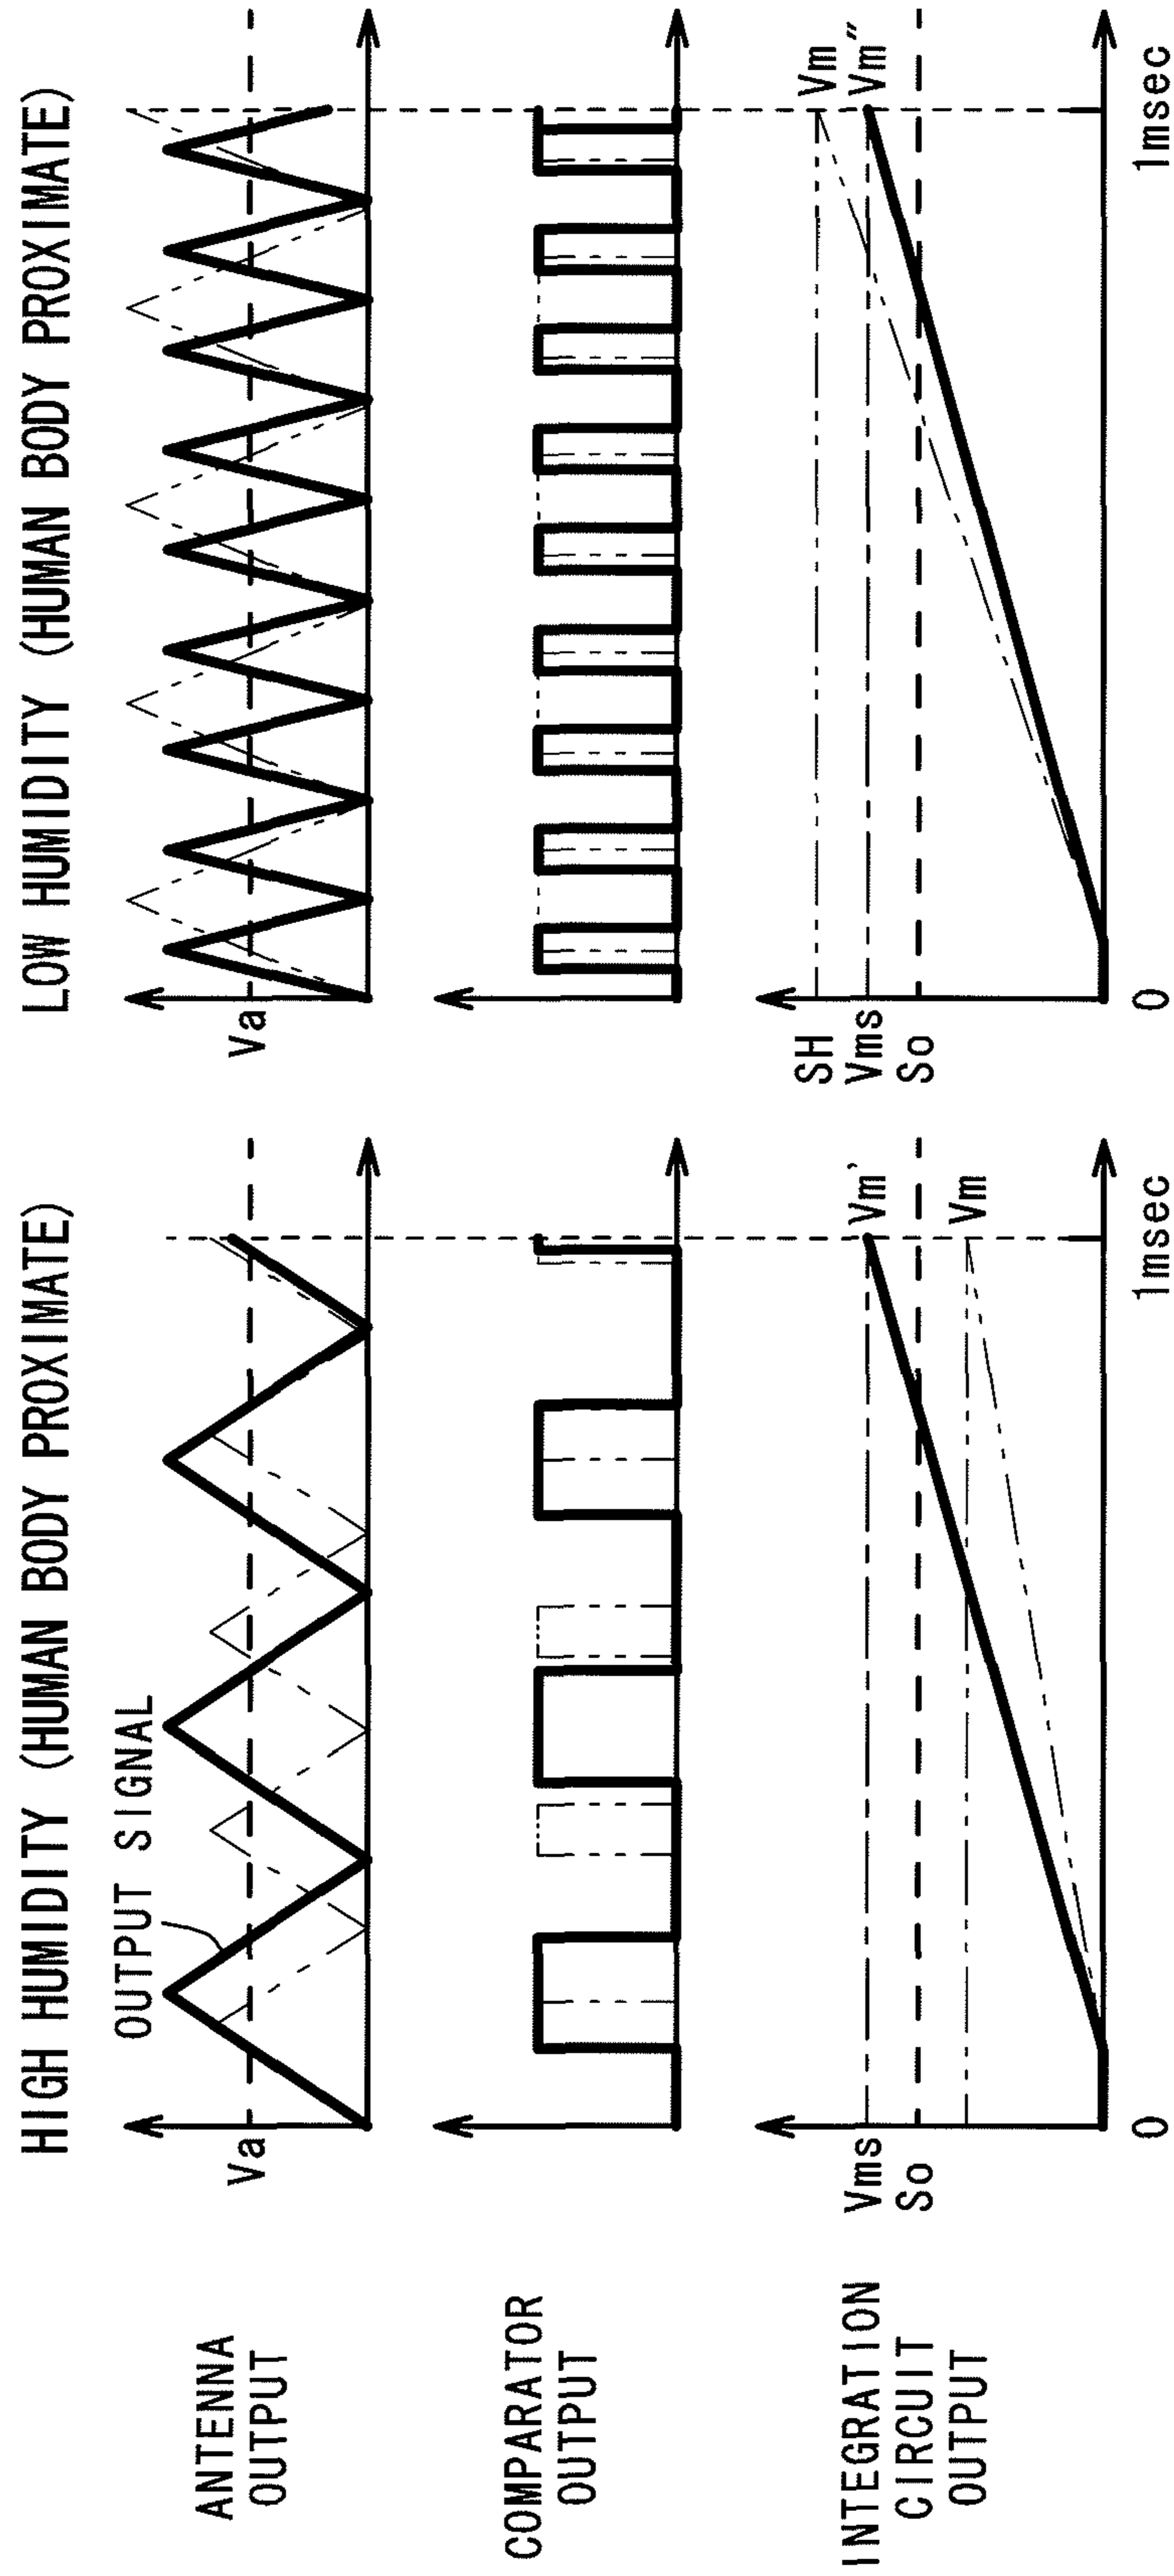 HIGH HUMIDITY (HUMAN BODY PROXIMATE)
LOW HUMIDITY (HUMAN BODY PROXIMATE)
ANTENNA
OUTPUT
OUTPUT SIGNAL
Va
Va
COMPARATOR
OUTPUT
INTEGRATION
CIRCUIT
OUTPUT
Vms
So
Vm'
Vm
0
1msec
SH
Vms
So
Vm
Vm"
0
1msec